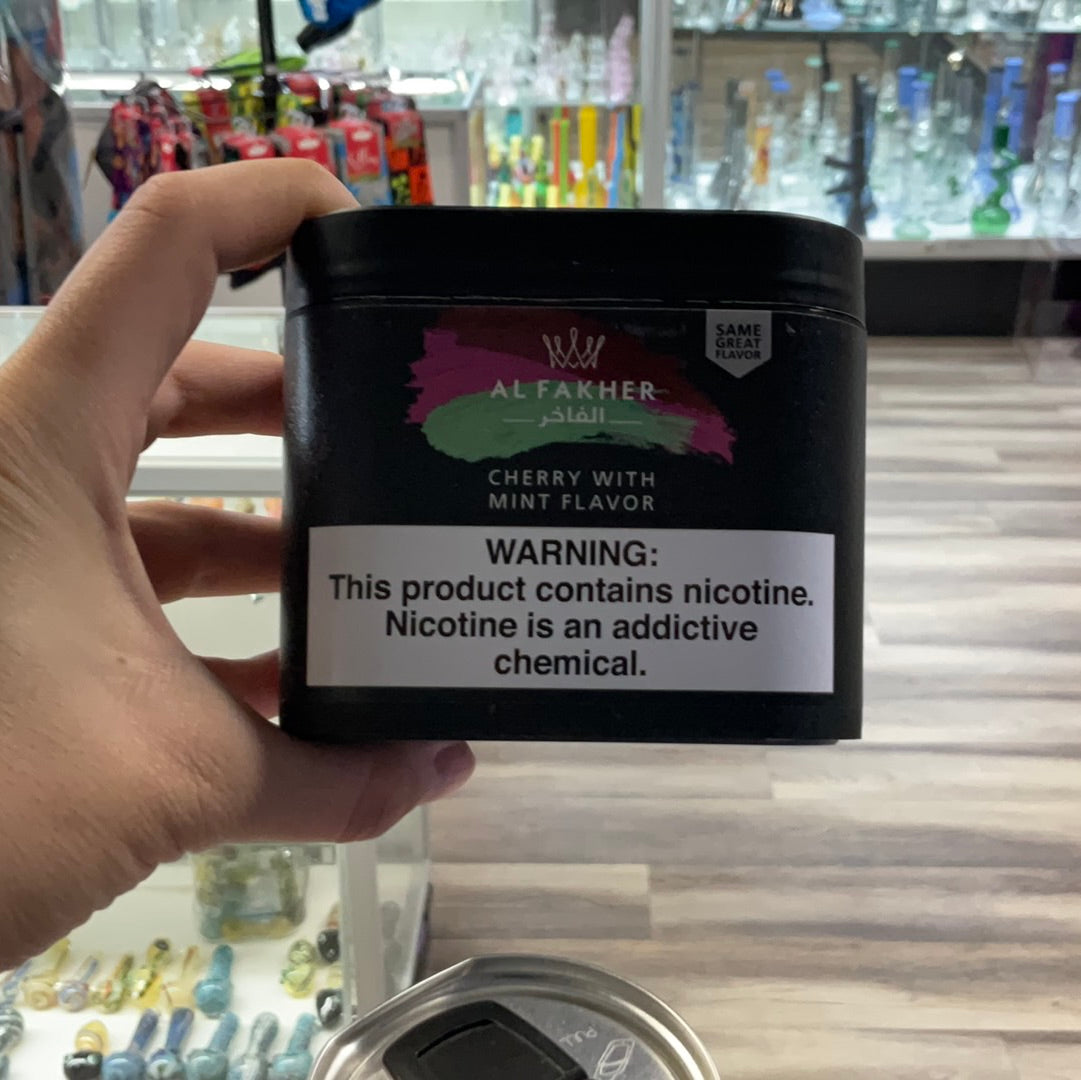 SAME
GREAT
FLAVOR
AL FAKHER
الفاخر
CHERRY WITH
MINT FLAVOR
WARNING:
This product contains nicotine.
Nicotine is an addictive
chemical.
PULL